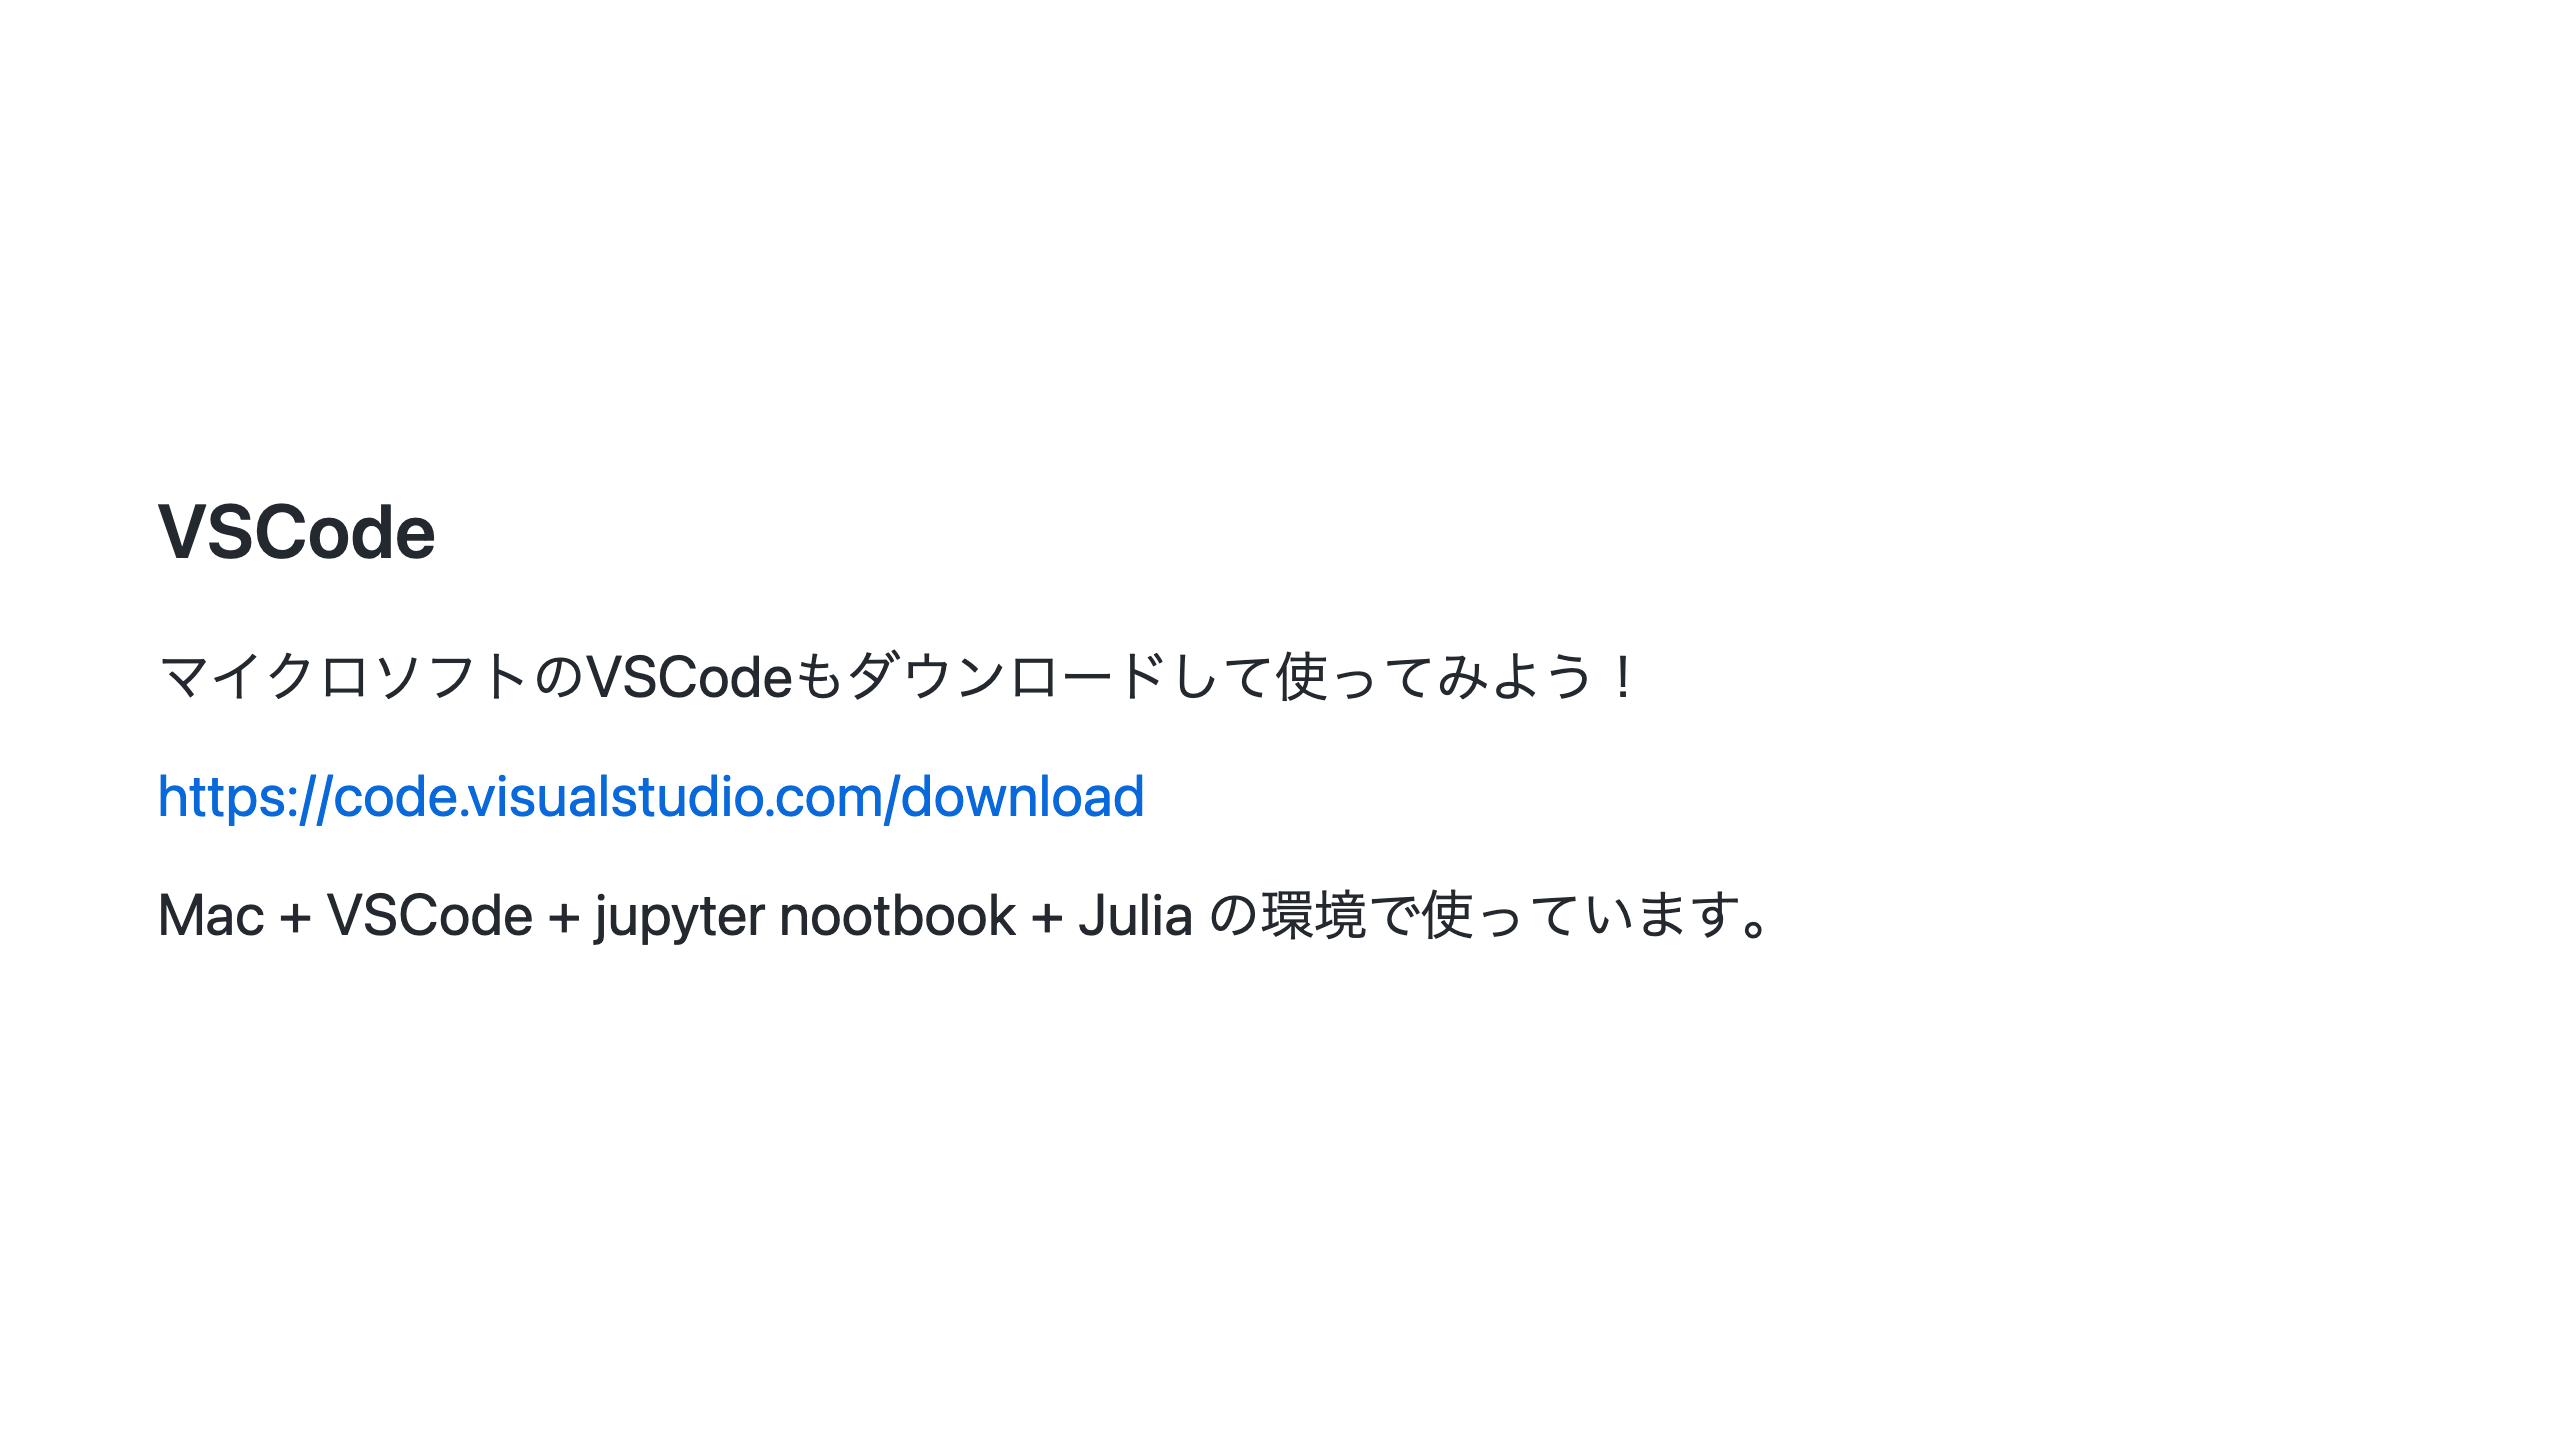 VSCode
マイクロソフトのVSCodeもダウンロードして使ってみよう！
https://code.visualstudio.com/download
Mac + VSCode + jupyter nootbook + Julia の環境で使っています。